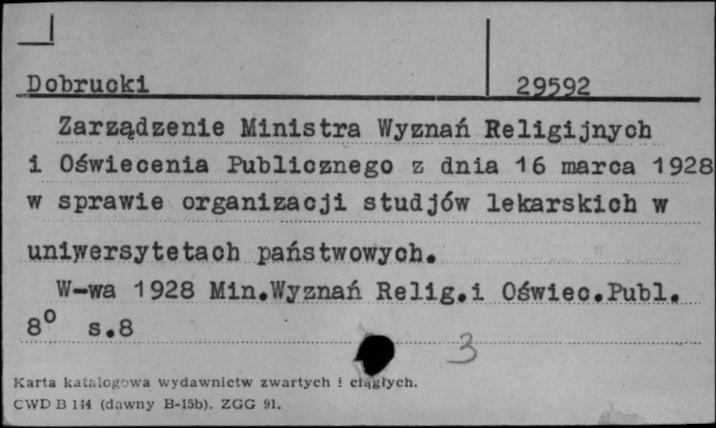 Dobrucki 29592
Zarządzenie Ministra Wyznań Religijnych
i Oświecenia Publicznego z dnia 16 marca 1928
w sprawie organizacji studjów lekarskich w
uniwersytetach państwowych.
W-wa 1928 Min.Wyznań Relig.i Oświec.Publ.
8° s.8
3
Karta katalogowa wydawnictw zwartych i ciągłych.
CWD B 144 (dawny B-15b). ZGG 91.